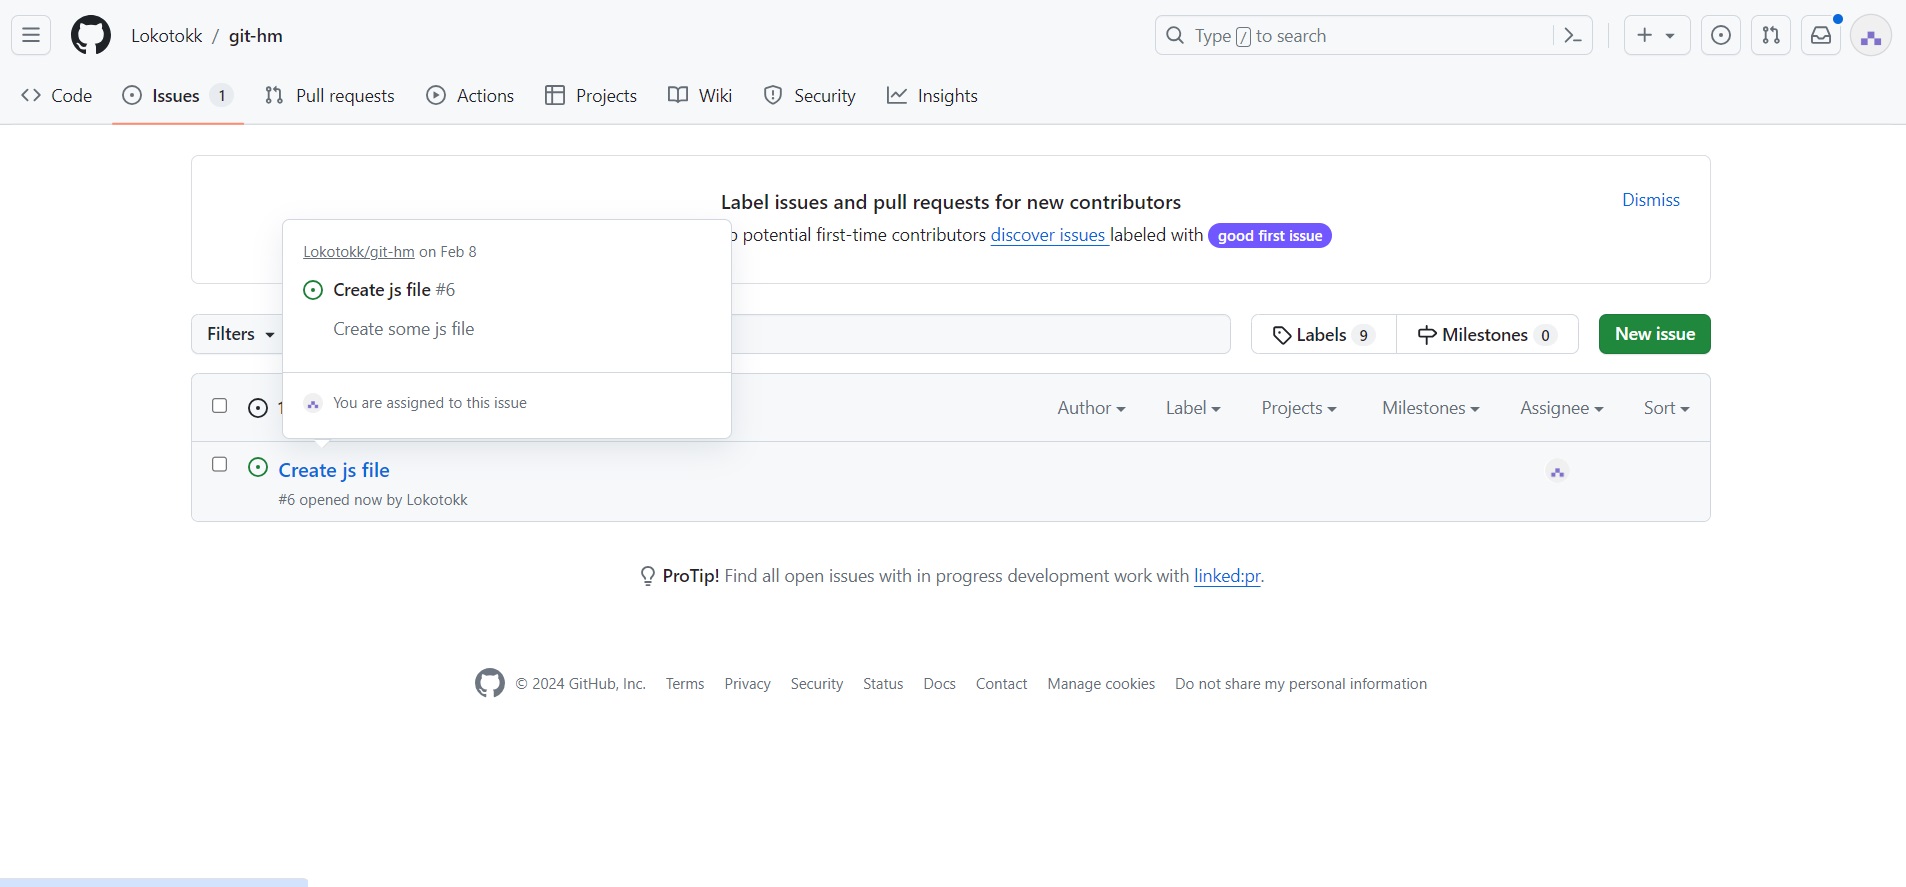 Lokotokk / git-hm
Type / to search
Code
Issues 1
Pull requests
Actions
Projects
Wiki
Security
Insights
Label issues and pull requests for new contributors
Dismiss
potential first-time contributors discover issues labeled with good first issue
Lokotokk/git-hm on Feb 8
Create js file #6
Create some js file
You are assigned to this issue
Filters
Labels 9
Milestones 0
New issue
1
Author
Label
Projects
Milestones
Assignee
Sort
Create js file
#6 opened now by Lokotokk
ProTip! Find all open issues with in progress development work with linked:pr.
© 2024 GitHub, Inc.
Terms
Privacy
Security
Status
Docs
Contact
Manage cookies
Do not share my personal information